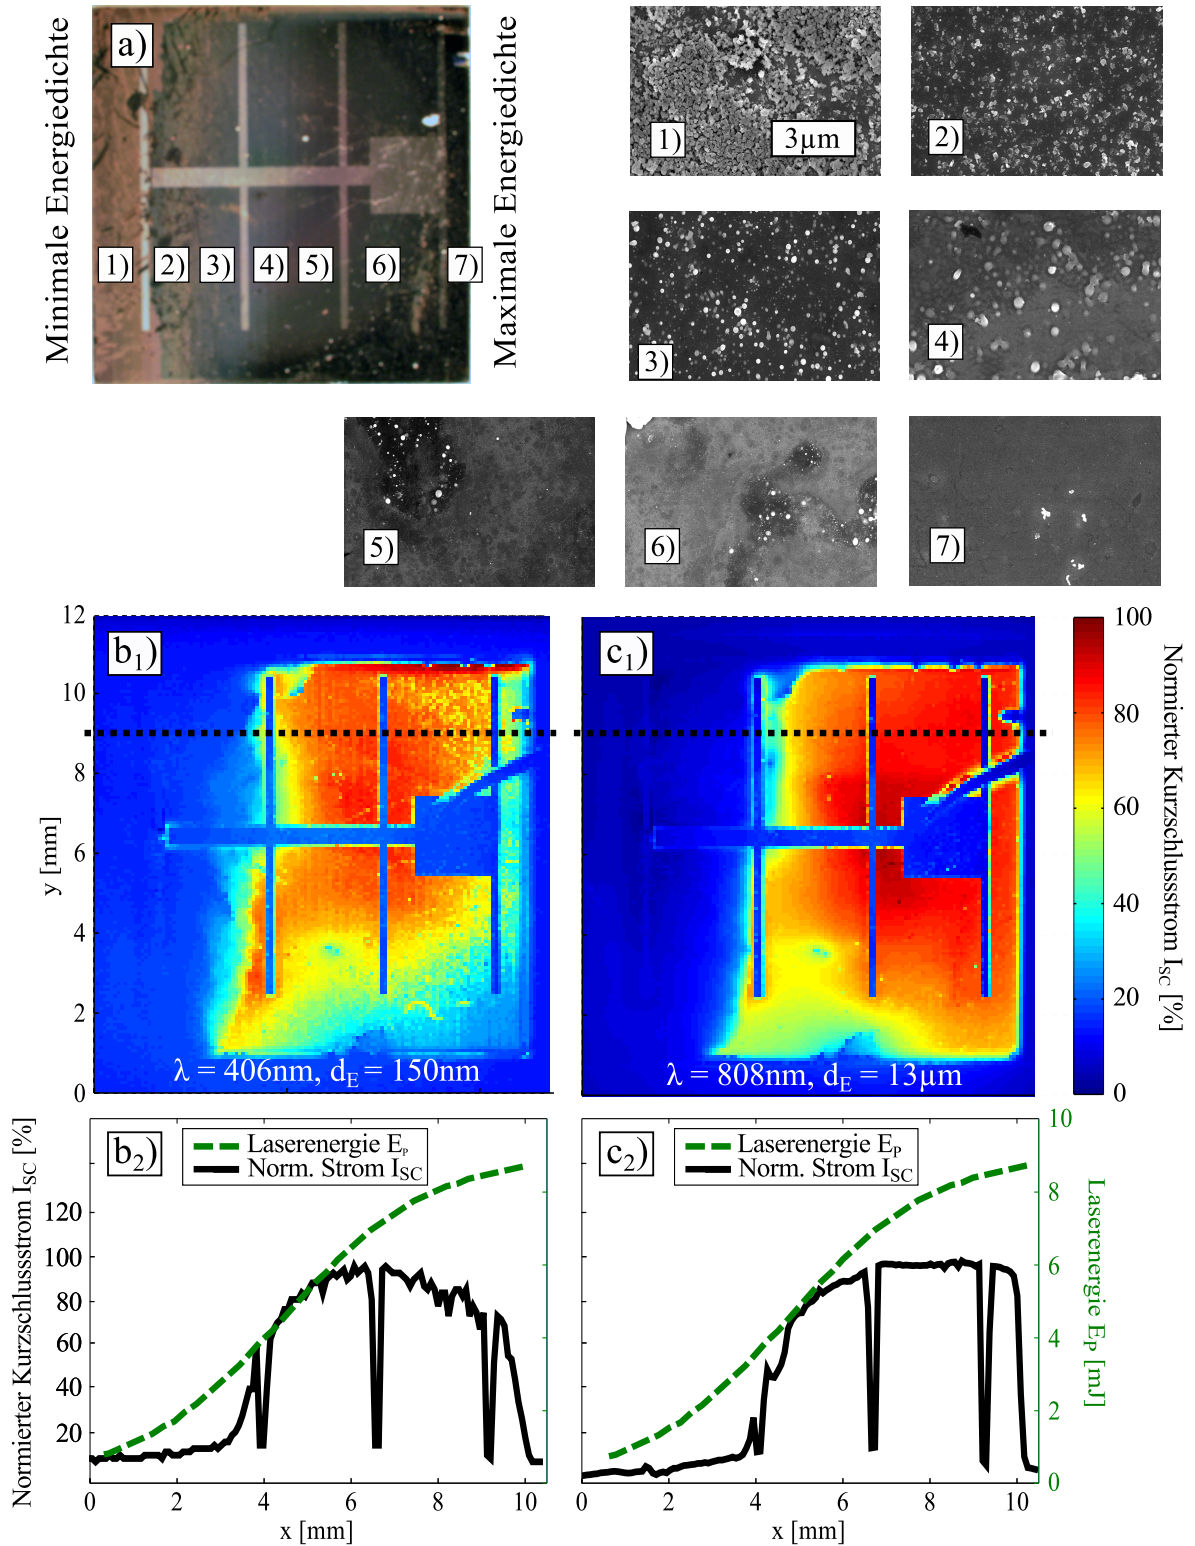 a)
Minimale Energiedichte
Maximale Energiedichte
1)
2)
3)
4)
5)
6)
7)
1)
3µm
2)
3)
4)
5)
6)
7)
b1)
c1)
12
10
8
6
4
2
0
y [mm]
λ = 406nm, dE = 150nm
λ = 808nm, dE = 13µm
100
80
60
40
20
0
Normierter Kurzschlussstrom ISC [%]
b2)
Laserenergie EP
Norm. Strom ISC
c2)
Laserenergie EP
Norm. Strom ISC
Normierter Kurzschlussstrom ISC [%]
120
100
80
60
40
20
10
8
6
4
2
0
Laserenergie EP [mJ]
0 2 4 6 8 10
x [mm]
0 2 4 6 8 10
x [mm]